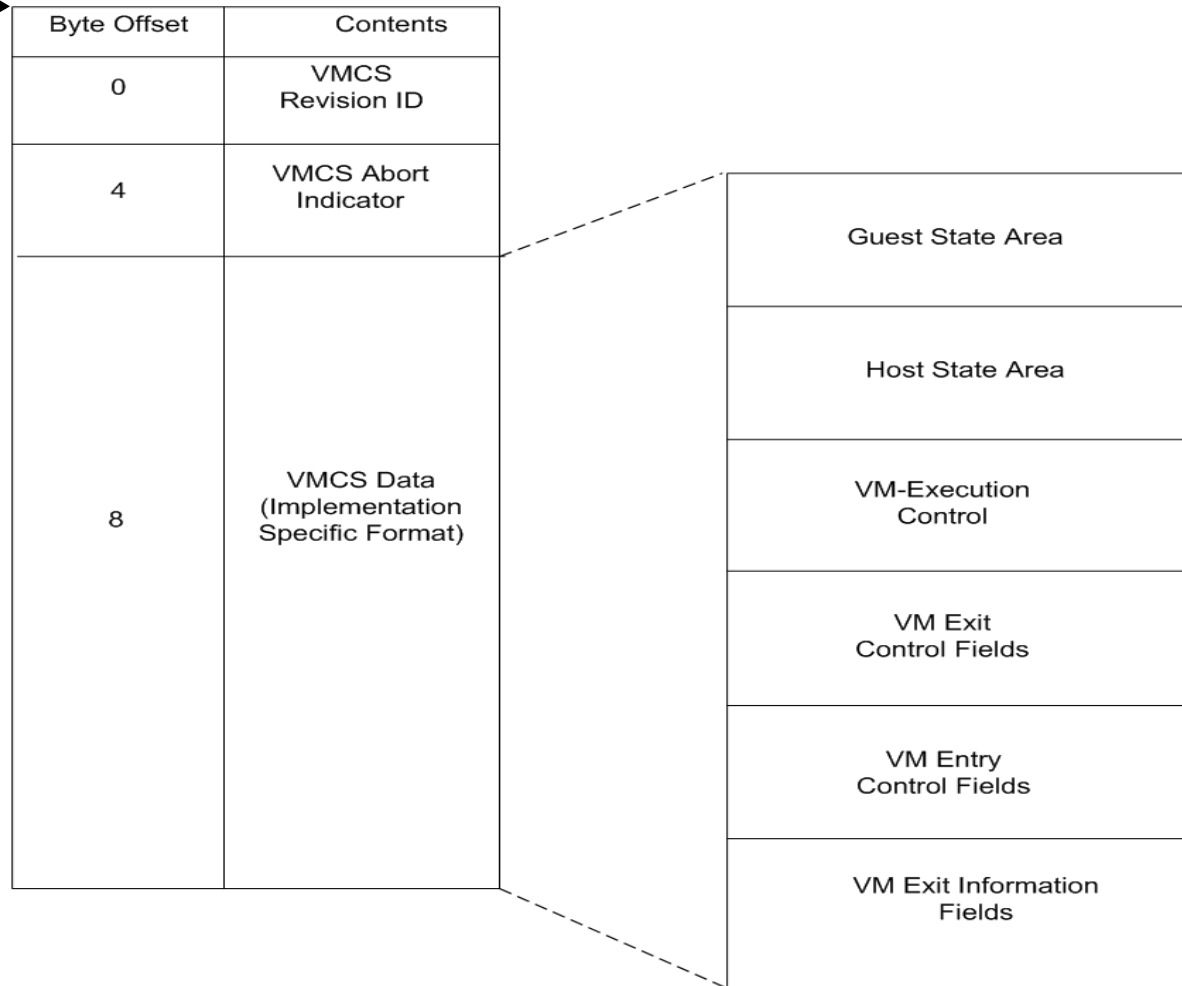 Byte Offset Contents
0 VMCS
Revision ID
4 VMCS Abort
Indicator
8 VMCS Data
(Implementation
Specific Format)
Guest State Area
Host State Area
VM-Execution
Control
VM Exit
Control Fields
VM Entry
Control Fields
VM Exit Information
Fields